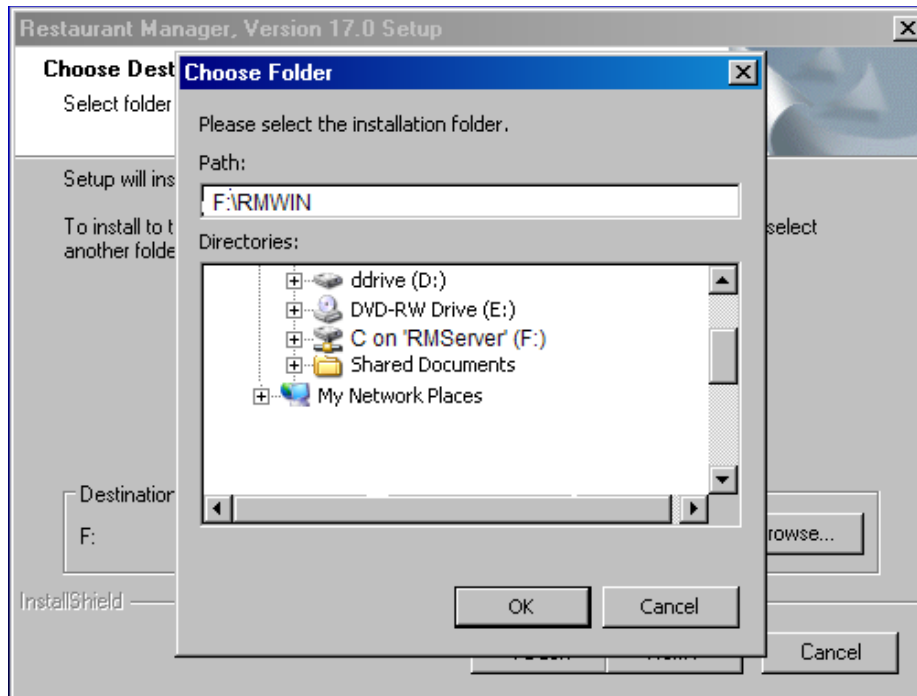 Restaurant Manager, Version 17.0 Setup
Choose Dest
Select folder
Setup will ins
To install to t
select
another folde
Choose Folder
Please select the installation folder.
Path:
F:\RMWIN
Directories:
ddrive (D:)
DVD-RW Drive (E:)
C on 'RMServer' (F:)
Shared Documents
My Network Places
Destination
F:
rowse...
InstallShield
OK
Cancel
Cancel